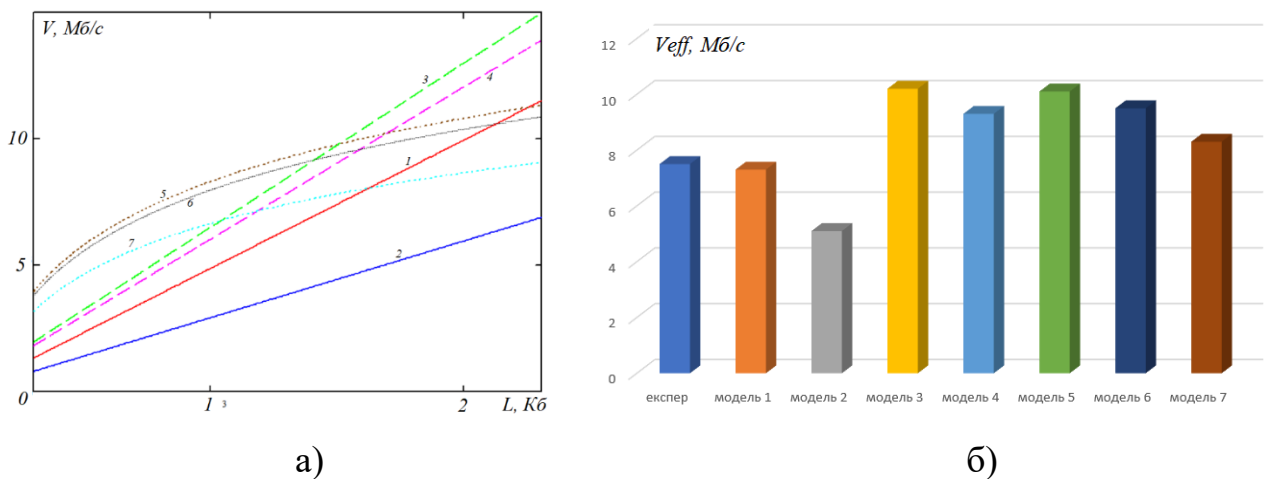 V, Мб/с
3
4
10
1
5
6
7
5
2
0
1
3
2
L, Кб
а)
Veff, Мб/с
12
10
8
6
4
2
0
експер
модель 1
модель 2
модель 3
модель 4
модель 5
модель 6
модель 7
б)